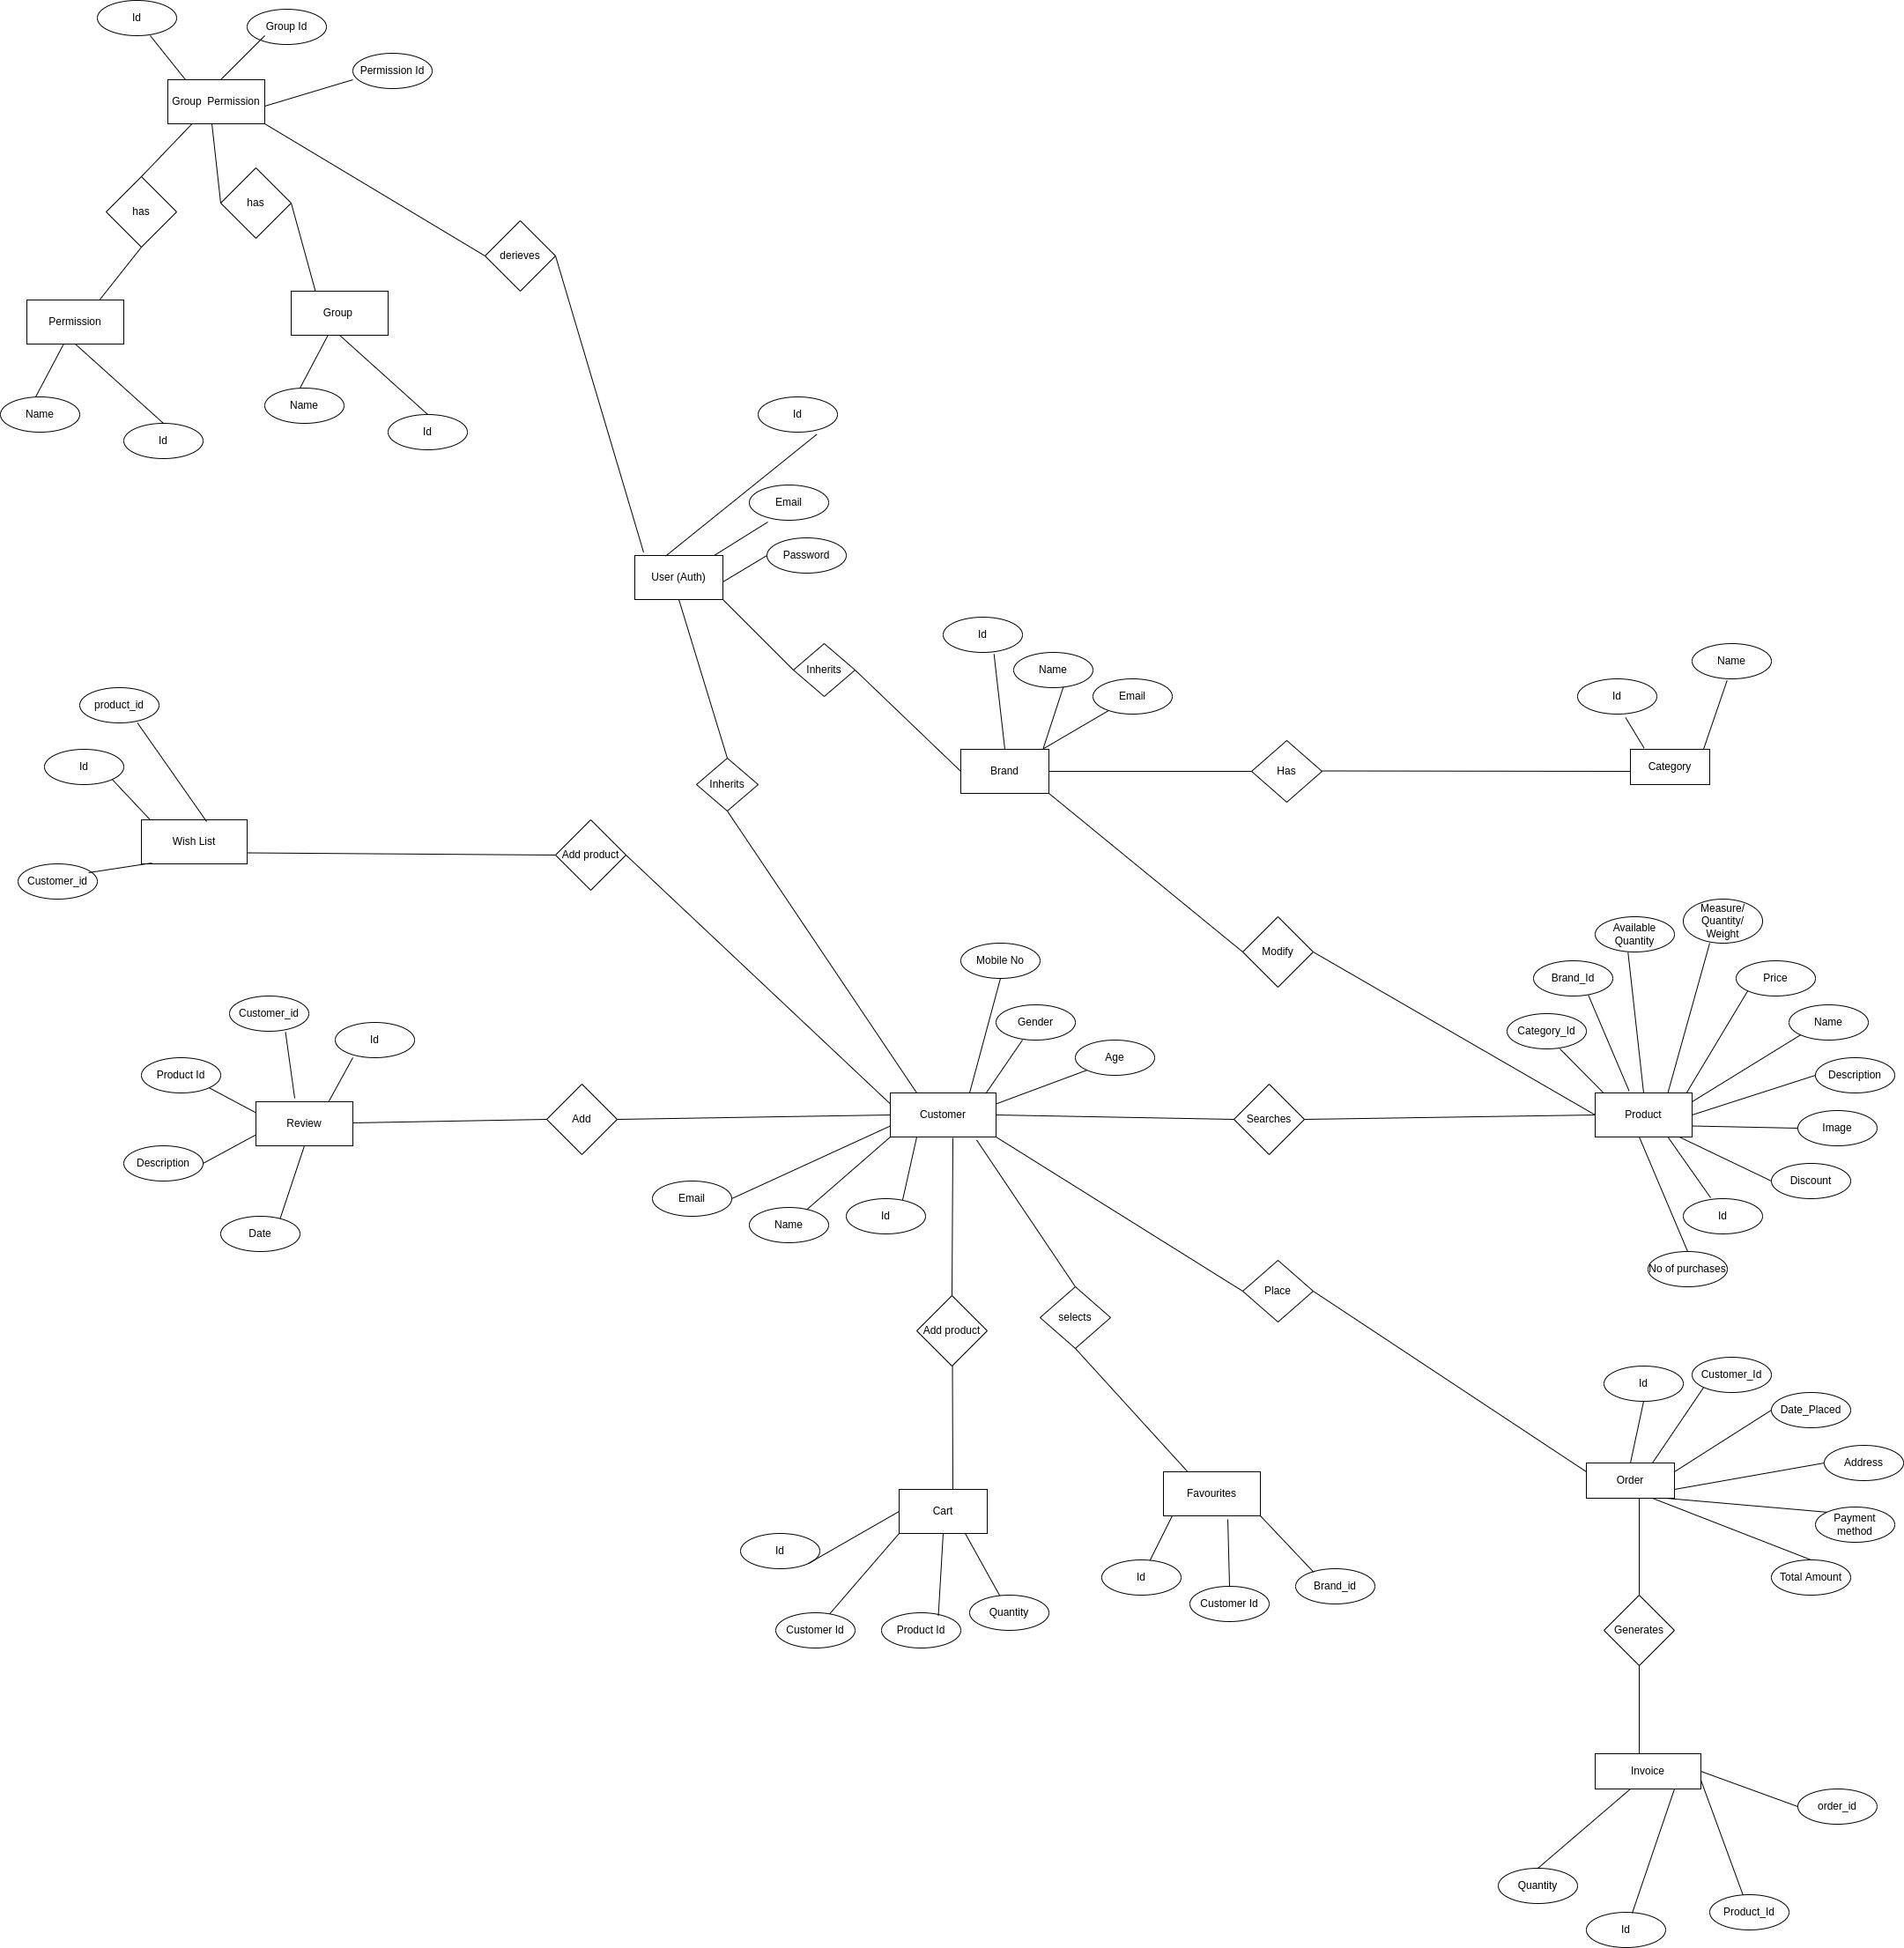 Id
Group Id
Permission Id
Group  Permission
has
has
derieves
Permission
Group
Name
Id
Name
Id
Id
Email
Password
User (Auth)
Inherits
Id
Name
Email
Id
Name
product_id
Id
Inherits
Brand
Has
Category
Wish List
Customer_id
Add product
Mobile No
Gender
Age
Modify
Measure/
Quantity/
Weight
Available
Quantity
Brand_Id
Price
Category_Id
Name
Description
Image
Discount
Id
No of purchases
Product
Customer_id
Id
Product Id
Review
Description
Date
Add
Customer
Searches
Email
Name
Id
Add product
selects
Place
Id
Customer_Id
Date_Placed
Address
Order
Payment
method
Total Amount
Cart
Favourites
Id
Customer Id
Product Id
Quantity
Id
Customer Id
Brand_id
Generates
Invoice
order_id
Quantity
Id
Product_Id